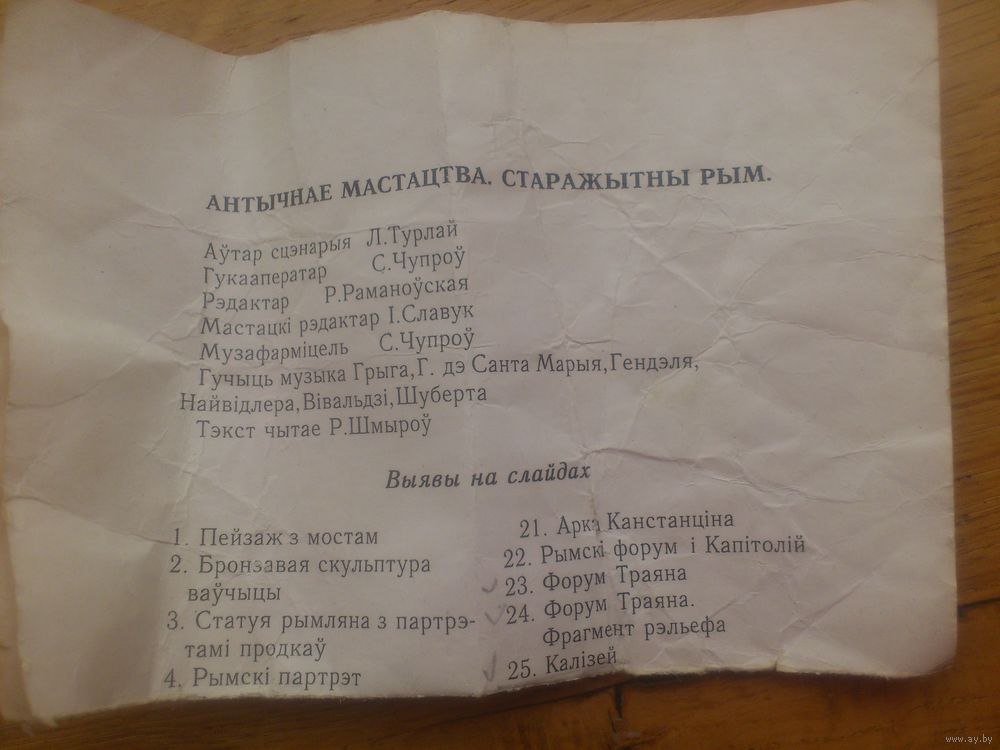 АНТЫЧНАЕ МАСТАЦТВА. СТАРАЖЫТНЫ РЫМ.
Аўтар сцэнарыя Л.Турлай
Гукааператар С.Чупроў
Рэдактар Р.Раманоўская
Мастацкі рэдактар І.Славук
Музафарміцель С.Чупроў
Гучыць музыка Грыга,Г. дэ Санта Марыя,Гендэля,
Найвідлера,Вівальдзі,Шуберта
Тэкст чытае Р.Шмыроў
Выявы на слайдах
1. Пейзаж з мостам
2. Бронзавая скульптура
ваўчыцы
3. Статуя рымляна з партрэ-
тамі продкаў
4. Рымскі партрэт
21. Арка Канстанціна
22. Рымскі форум і Капітолій
23. Форум Траяна
24. Форум Траяна.
Фрагмент рэльефа
25. Калізей
www.ay.by